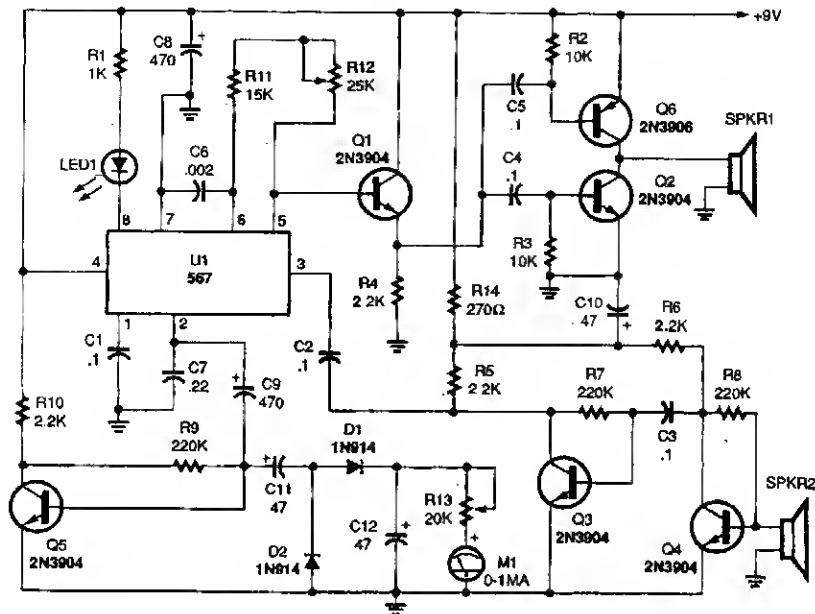 +9V
R1
1K
C8
+
470
R11
15K
R12
25K
R2
10K
C5
.1
Q6
2N3906
SPKR1
LED1
C6
.002
Q1
2N3904
C4
.1
Q2
2N3904
8
7
6
5
4
U1
567
3
R3
10K
R4
2.2K
R14
270Ω
C10
47
+
R6
2.2K
1
2
C1
.1
C7
.22
+
C9
470
C2
.1
R5
2.2K
R7
220K
R8
220K
C3
.1
R10
2.2K
R9
220K
D1
1N914
+
C11
47
R13
20K
SPKR2
Q5
2N3904
D2
1N914
C12
47
+
+
M1
0-1MA
Q3
2N3904
Q4
2N3904